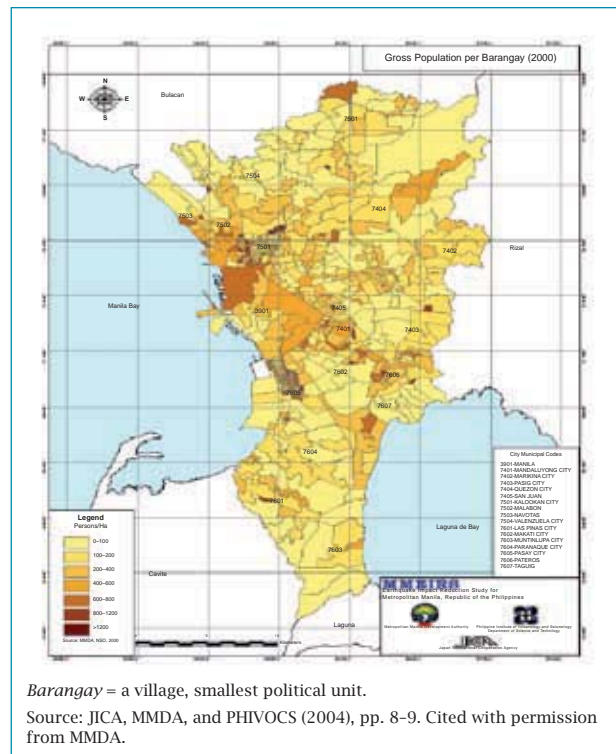 Gross Population per Barangay (2000)
N
W E
S
Bulacan
7501
7504
7503
7502
7404
7501
7402
Rizal
Manila Bay
3901
7405
7401
7403
7602
7606
7605
7607
7604
7601
7603
City Municipal Codes
3901-MANILA
7401-MANDALUYONG CITY
7402-MARIKINA CITY
7403-PASIG CITY
7404-QUEZON CITY
7405-SAN JUAN
7501-KALOOKAN CITY
7502-MALABON
7503-NAVOTAS
7504-VALENZUELA CITY
7601-LAS PINAS CITY
7602-MAKATI CITY
7603-MUNTINLUPA CITY
7604-PARANAQUE CITY
7605-PASAY CITY
7606-PATEROS
7607-TAGUIG
Laguna de Bay
Legend
Persons/Ha
0–100
100–200
200–400
400–600
600–800
800–1200
>1200
Source: MMDA, NSO, 2000
Cavite
Laguna
MMEIRS
Earthquake Impact Reduction Study for
Metropolitan Manila, Republic of the Philippines
Metropolitan Manila Development Authority
Philippine Institute of Volcanology and Seismology
Department of Science and Technology
Japan International Cooperation Agency
Barangay = a village, smallest political unit.
Source: JICA, MMDA, and PHIVOCS (2004), pp. 8–9. Cited with permission
from MMDA.